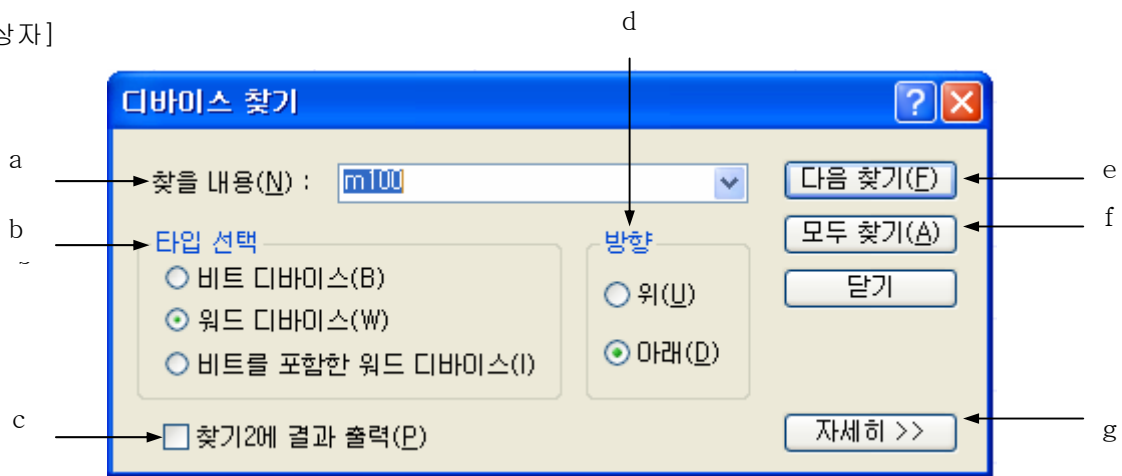 상자]
d
디바이스 찾기
a
찾을 내용(N) : m100
다음 찾기(F)
e
b
타입 선택
방향
모두 찾기(A)
f
비트 디바이스(B)
위(U)
닫기
워드 디바이스(W)
아래(D)
비트를 포함한 워드 디바이스(I)
c
찾기2에 결과 출력(P)
자세히 >>
g